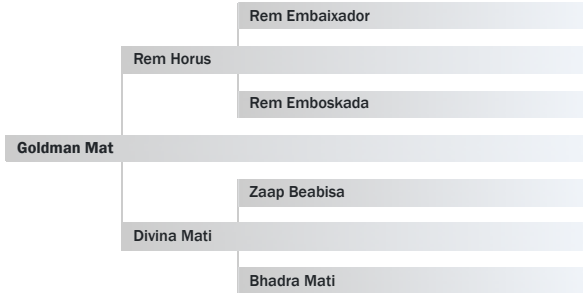 Rem Embaixador
Rem Horus
Rem Emboskada
Goldman Mat
Zaap Beabisa
Divina Mati
Bhadra Mati